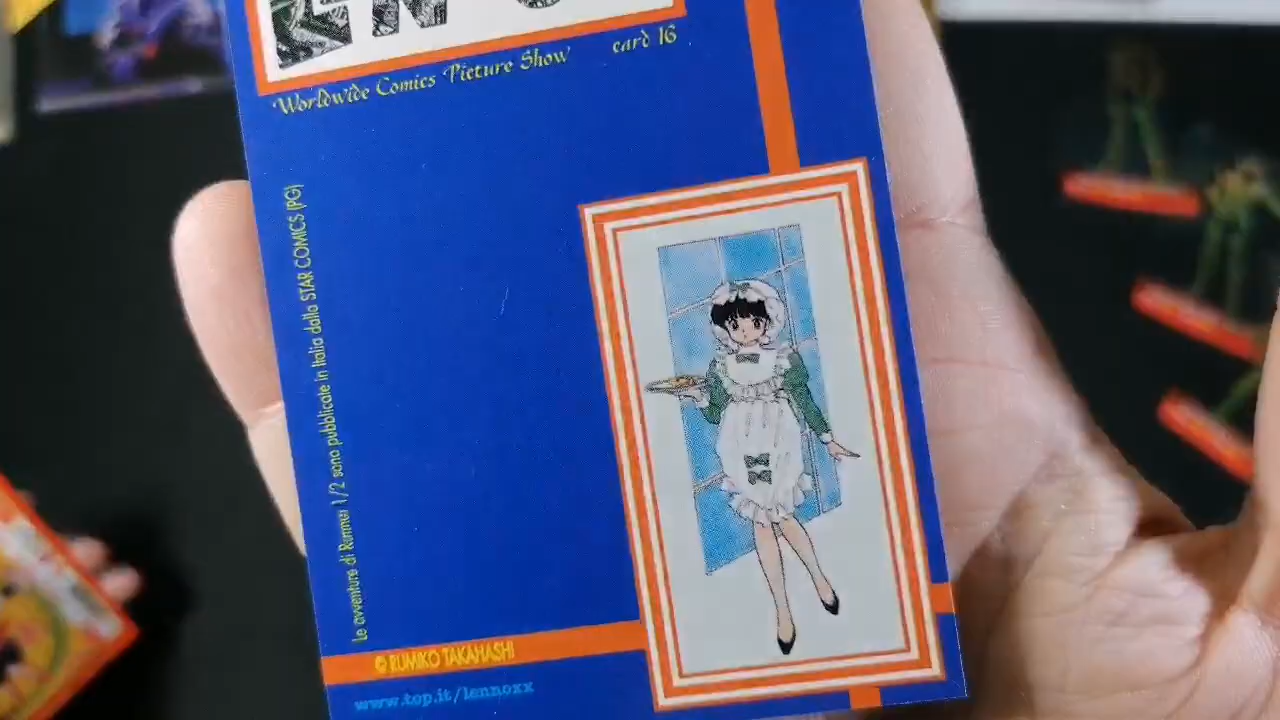 Worldwide Comics Picture Show card 16
Le avventure di Ranma 1/2 sono pubblicate in Italia dalla STAR COMICS (PG)
© RUMIKO TAKAHASHI
www.top.it/lennoxx